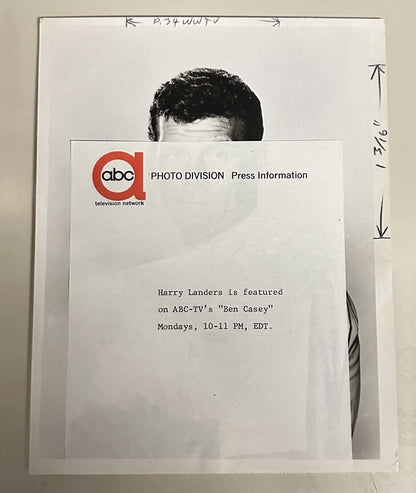 P. 34 WWTV
1 3/16"
abc
television network
PHOTO DIVISION Press Information
Harry Landers is featured
on ABC-TV's "Ben Casey"
Mondays, 10-11 PM, EDT.